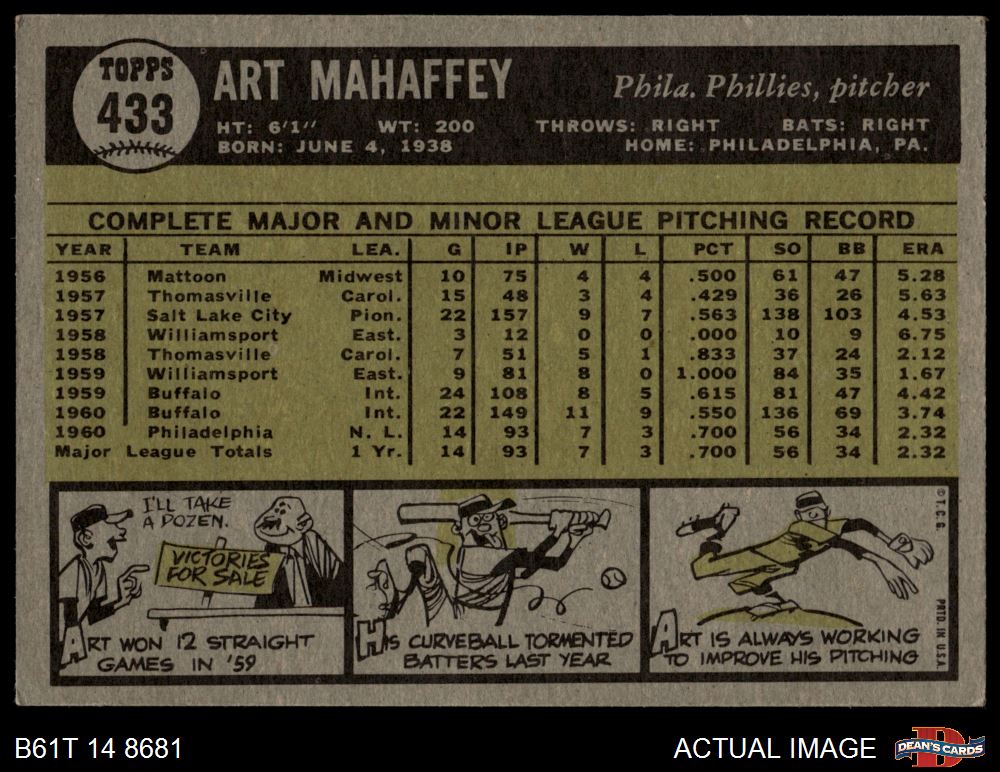 TOPPS
433
ART MAHAFFEY
Phila. Phillies, pitcher
HT: 6'1'' WT: 200 THROWS: RIGHT BATS: RIGHT
BORN: JUNE 4, 1938 HOME: PHILADELPHIA, PA.
COMPLETE MAJOR AND MINOR LEAGUE PITCHING RECORD
YEAR TEAM LEA. G IP W L PCT SO BB ERA
1956 Mattoon Midwest 10 75 4 4 .500 61 47 5.28
1957 Thomasville Carol. 15 48 3 4 .429 36 26 5.63
1957 Salt Lake City Pion. 22 157 9 7 .563 138 103 4.53
1958 Williamsport East. 3 12 0 0 .000 10 9 6.75
1958 Thomasville Carol. 7 51 5 1 .833 37 24 2.12
1959 Williamsport East. 9 81 8 0 1.000 84 35 1.67
1959 Buffalo Int. 24 108 8 5 .615 81 47 4.42
1960 Buffalo Int. 22 149 11 9 .550 136 69 3.74
1960 Philadelphia N. L. 14 93 7 3 .700 56 34 2.32
Major League Totals 1 Yr. 14 93 7 3 .700 56 34 2.32
I'LL TAKE
A DOZEN.
VICTORIES
FOR SALE
ART WON 12 STRAIGHT
GAMES IN '59
HIS CURVEBALL TORMENTED
BATTERS LAST YEAR
ART IS ALWAYS WORKING
TO IMPROVE HIS PITCHING
© T. C. G. PRTD. IN U.S.A.
B61T 14 8681
ACTUAL IMAGE
DEAN'S CARDS